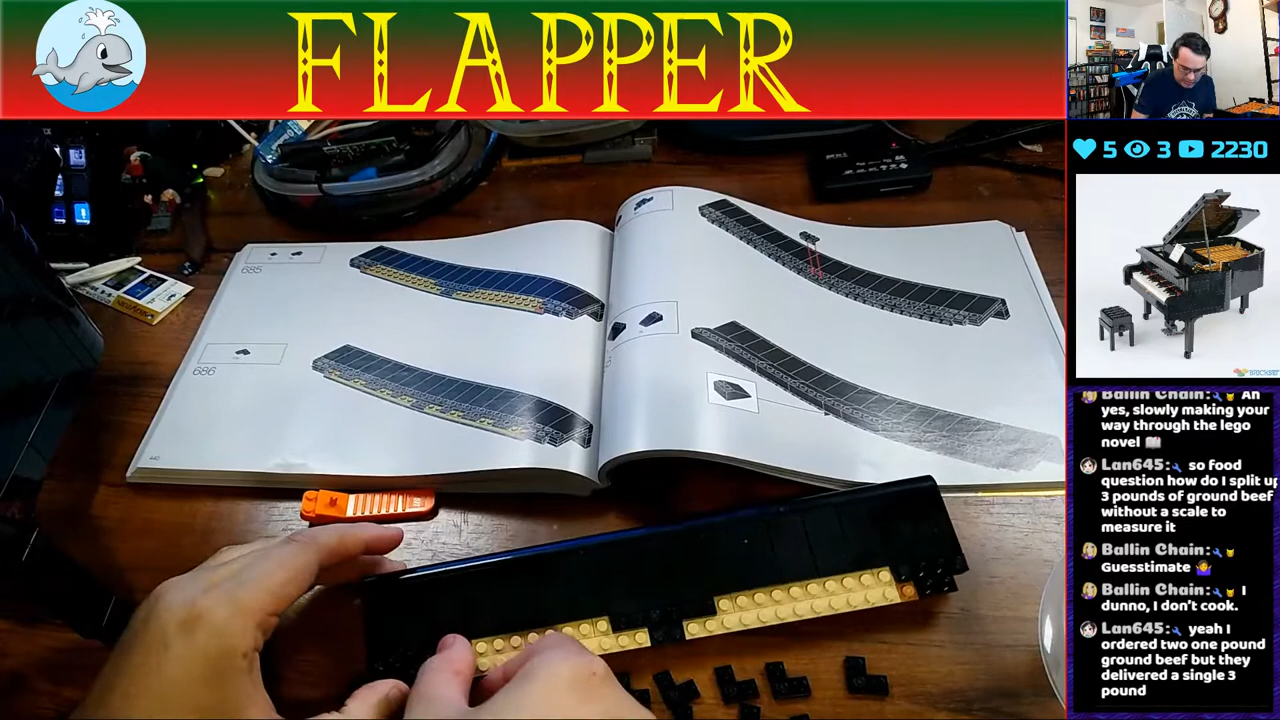 FLAPPER
5 3 2230
685
686
440
BRICKSET
Ballin Chain: Ah
yes, slowly making your
way through the lego
novel
Lan645: so food
question how do I split up
3 pounds of ground beef
without a scale to
measure it
Ballin Chain:
Guesstimate
Ballin Chain: I
dunno, I don't cook.
Lan645: yeah I
ordered two one pound
ground beef but they
delivered a single 3
pound